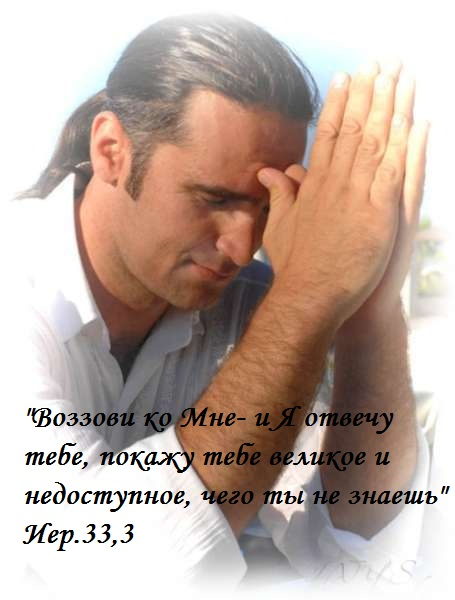 "Воззови ко Мне- и Я отвечу
тебе, покажу тебе великое и
недоступное, чего ты не знаешь"
Иер.33,3